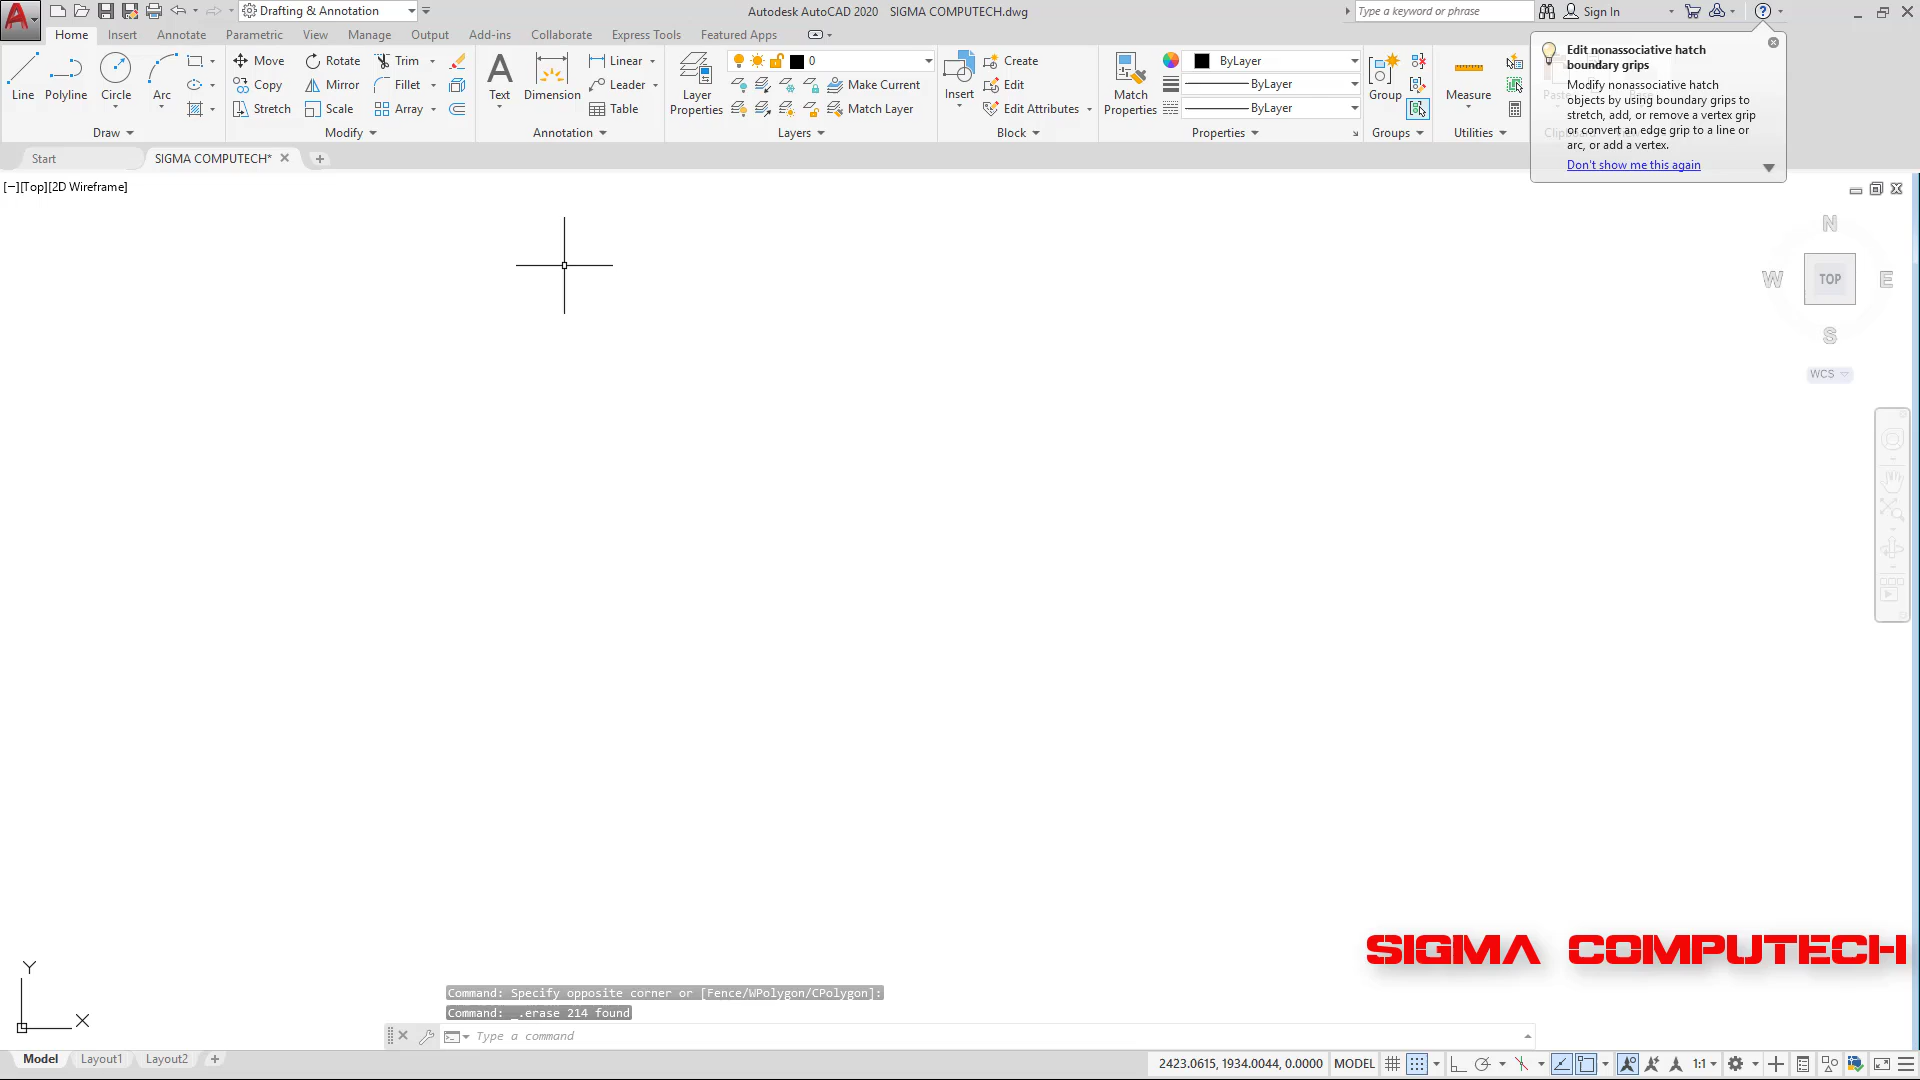 Drafting & Annotation
Autodesk AutoCAD 2020 SIGMA COMPUTECH.dwg
Type a keyword or phrase
Sign In
Home Insert Annotate Parametric View Manage Output Add-ins Collaborate Express Tools Featured Apps
Line
Polyline
Circle
Arc
Draw
Move Rotate Trim
Copy Mirror Fillet
Stretch Scale Array
Modify
Text
Dimension
Linear
Leader
Table
Annotation
Layer
Properties
0
Make Current
Match Layer
Layers
Insert
Create
Edit
Edit Attributes
Block
Match
Properties
ByLayer
ByLayer
ByLayer
Properties
Group
Groups
Measure
Utilities
Edit nonassociative hatch
boundary grips
Modify nonassociative hatch
objects by using boundary grips to
stretch, add, or remove a vertex grip
or convert an edge grip to a line or
arc, or add a vertex.
Don't show me this again
Start
SIGMA COMPUTECH*
[−][Top][2D Wireframe]
N
W TOP E
S
WCS
SIGMA COMPUTECH
Y
X
Command: Specify opposite corner or [Fence/WPolygon/CPolygon]:
Command: _.erase 214 found
Type a command
Model Layout1 Layout2
2423.0615, 1934.0044, 0.0000 MODEL
1:1